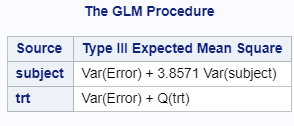 The GLM Procedure
Source Type III Expected Mean Square
subject Var(Error) + 3.8571 Var(subject)
trt Var(Error) + Q(trt)